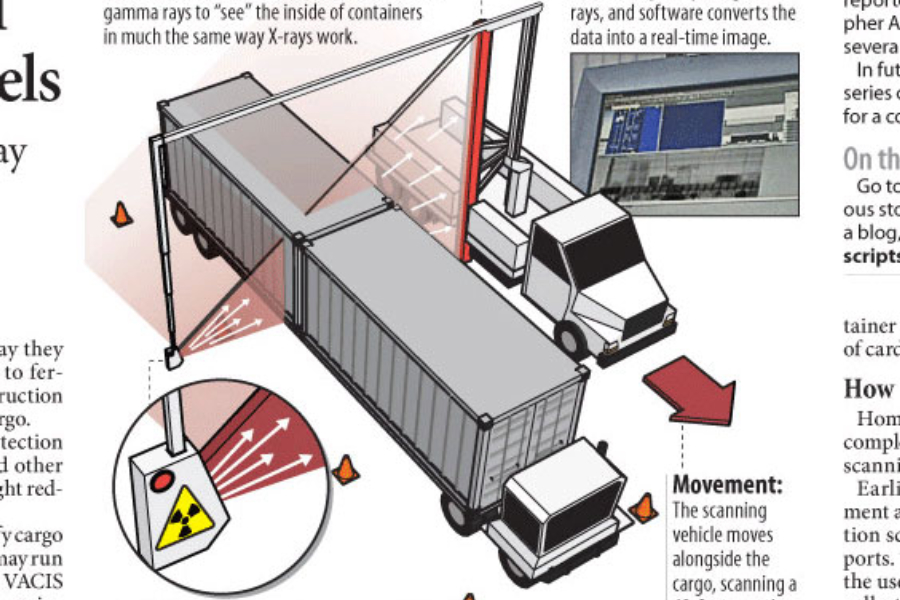 els
ay
gamma rays to “see” the inside of containers
in much the same way X-rays work.
rays, and software converts the
data into a real-time image.
pher A
severa
In fut
series o
for a co
On th
Go to
ous sto
a blog,
scripts
tainer
of card
How
Hom
comple
scanni
Earli
ment a
tion sc
ports.
the use
ay they
to fer-
ruction
rgo.
tection
d other
ght red-
fy cargo
may run
VACIS
Movement:
The scanning
vehicle moves
alongside the
cargo, scanning a